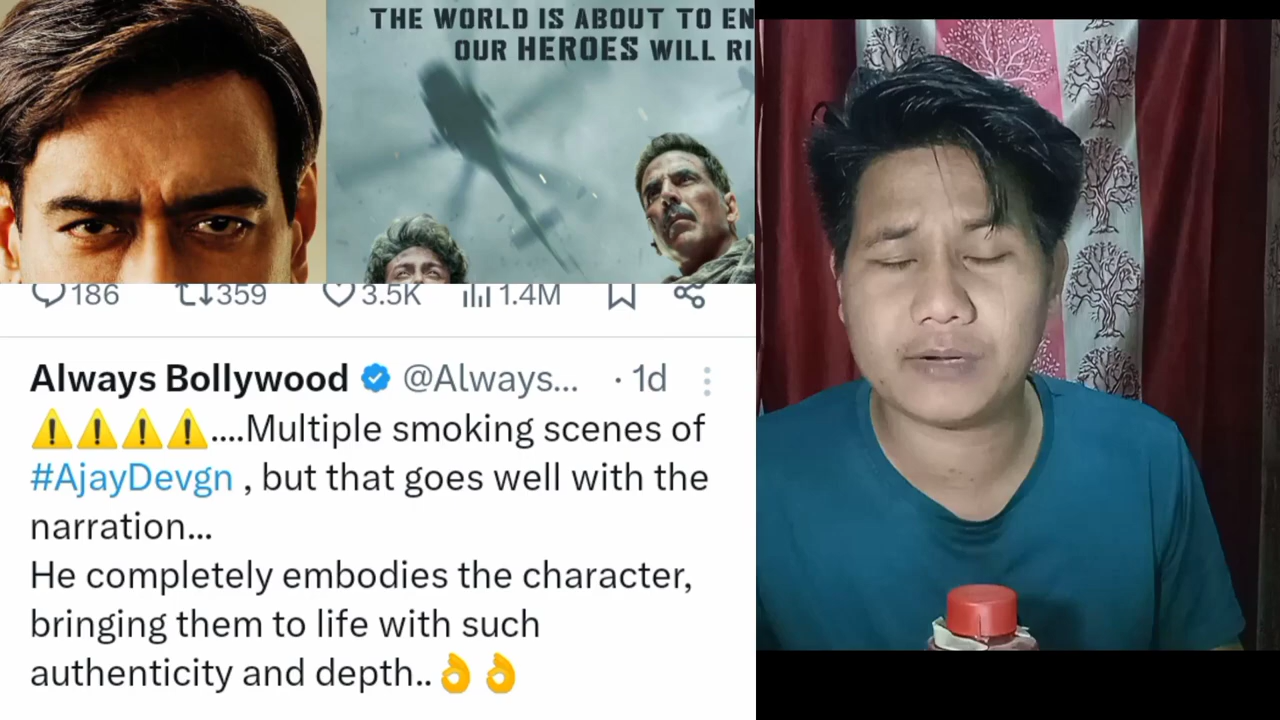 THE WORLD IS ABOUT TO EN
OUR HEROES WILL RI
186 359 3.5K 1.4M
Always Bollywood @Always... · 1d
⚠️⚠️⚠️⚠️....Multiple smoking scenes of
#AjayDevgn , but that goes well with the
narration...
He completely embodies the character,
bringing them to life with such
authenticity and depth..👌👌